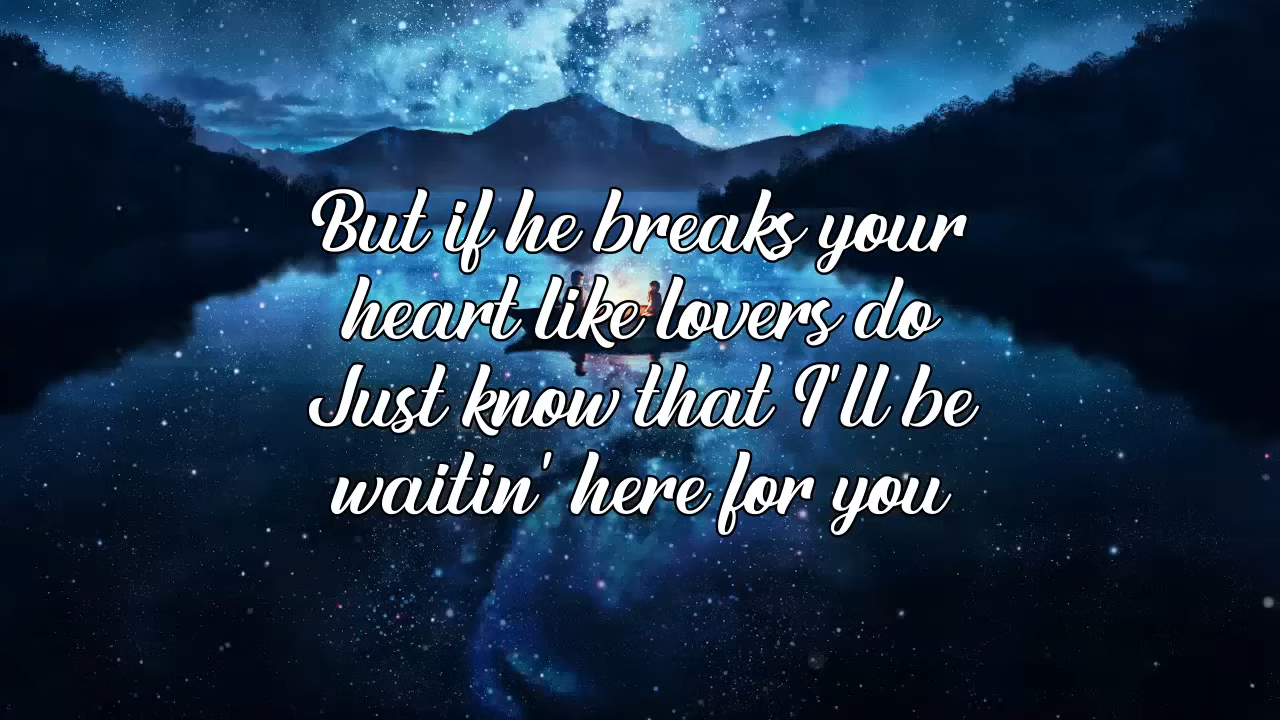 But if he breaks your
heart like lovers do
Just know that I'll be
waitin' here for you